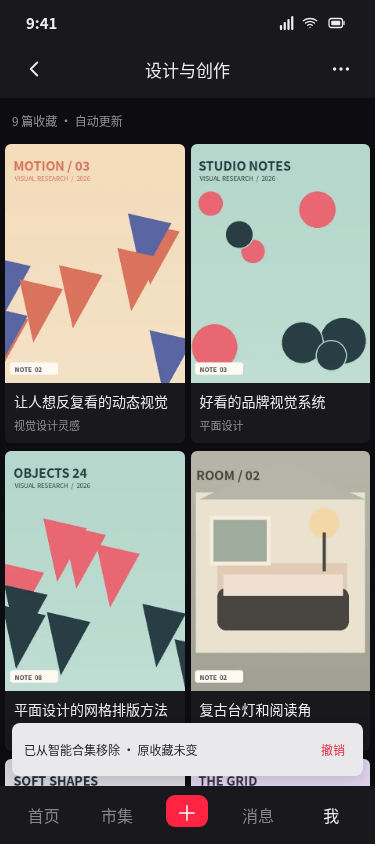 9:41
设计与创作
9 篇收藏 · 自动更新
MOTION / 03
VISUAL RESEARCH / 2026
NOTE 02
让人想反复看的动态视觉
视觉设计灵感
STUDIO NOTES
VISUAL RESEARCH / 2026
NOTE 03
好看的品牌视觉系统
平面设计
OBJECTS 24
VISUAL RESEARCH / 2026
NOTE 08
平面设计的网格排版方法
ROOM / 02
NOTE 02
复古台灯和阅读角
已从智能合集移除 · 原收藏未变
撤销
SOFT SHAPES
THE GRID
首页
市集
消息
我